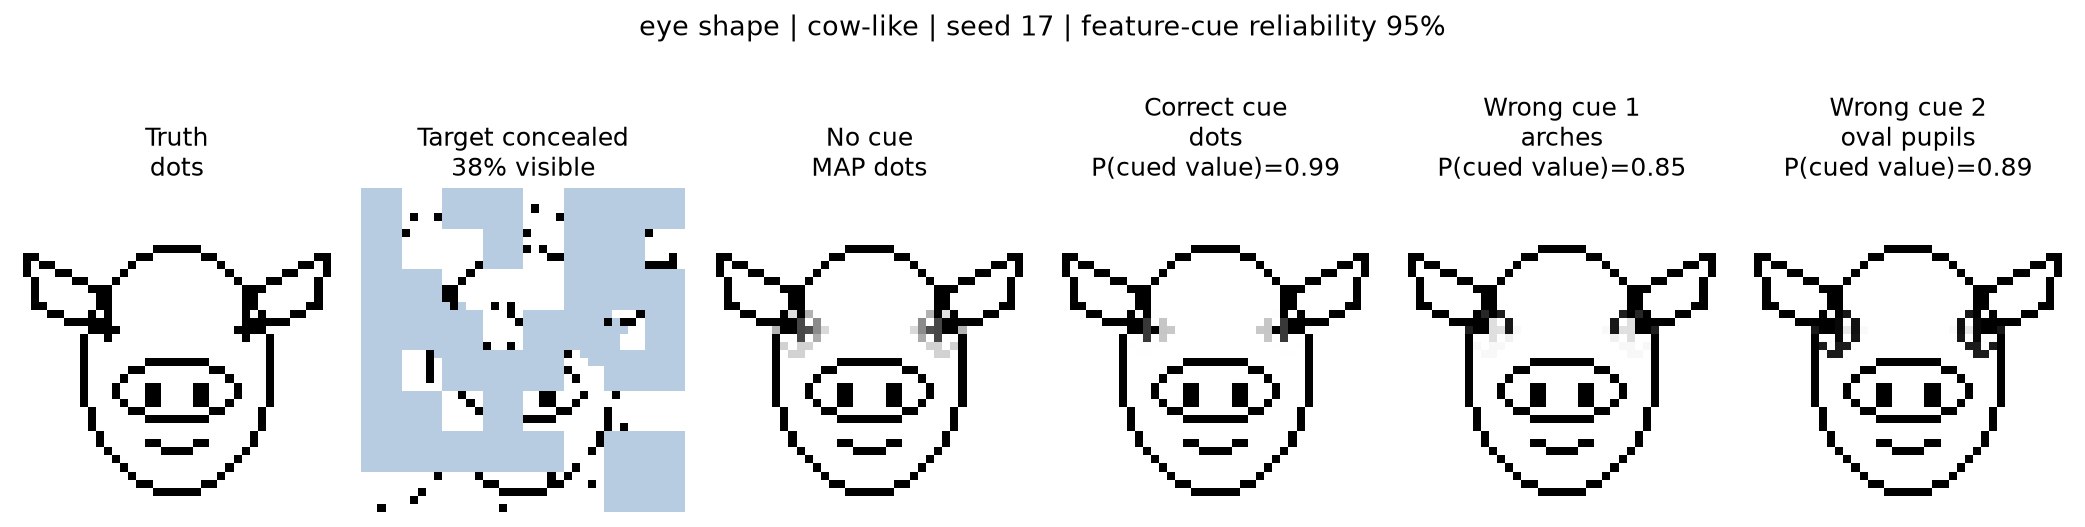 eye shape | cow-like | seed 17 | feature-cue reliability 95%
Truth
dots
Target concealed
38% visible
No cue
MAP dots
Correct cue
dots
P(cued value)=0.99
Wrong cue 1
arches
P(cued value)=0.85
Wrong cue 2
oval pupils
P(cued value)=0.89